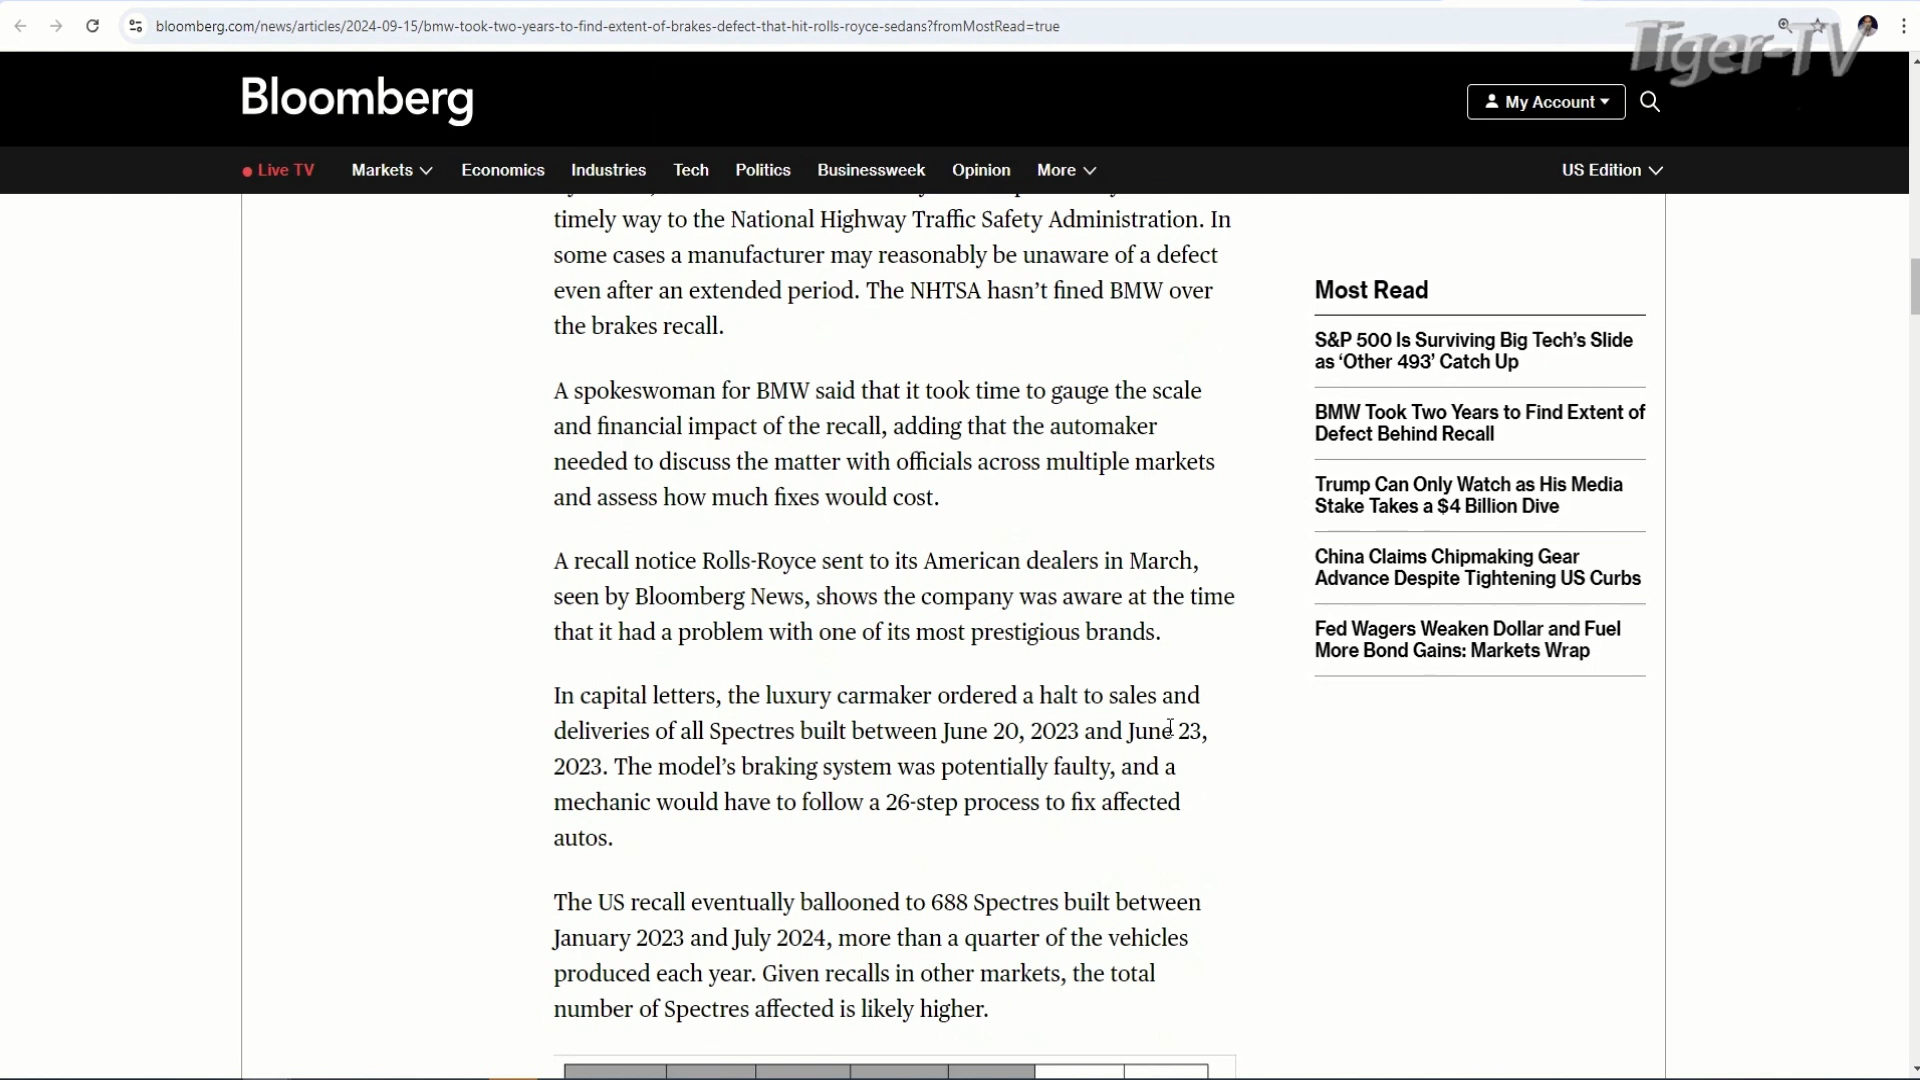 bloomberg.com/news/articles/2024-09-15/bmw-took-two-years-to-find-extent-of-brakes-defect-that-hit-rolls-royce-sedans?fromMostRead=true
Tiger-TV
Bloomberg
My Account
Live TV Markets Economics Industries Tech Politics Businessweek Opinion More US Edition
timely way to the National Highway Traffic Safety Administration. In
some cases a manufacturer may reasonably be unaware of a defect
even after an extended period. The NHTSA hasn’t fined BMW over
the brakes recall.
A spokeswoman for BMW said that it took time to gauge the scale
and financial impact of the recall, adding that the automaker
needed to discuss the matter with officials across multiple markets
and assess how much fixes would cost.
A recall notice Rolls-Royce sent to its American dealers in March,
seen by Bloomberg News, shows the company was aware at the time
that it had a problem with one of its most prestigious brands.
In capital letters, the luxury carmaker ordered a halt to sales and
deliveries of all Spectres built between June 20, 2023 and June 23,
2023. The model’s braking system was potentially faulty, and a
mechanic would have to follow a 26-step process to fix affected
autos.
The US recall eventually ballooned to 688 Spectres built between
January 2023 and July 2024, more than a quarter of the vehicles
produced each year. Given recalls in other markets, the total
number of Spectres affected is likely higher.
Most Read
S&P 500 Is Surviving Big Tech’s Slide
as ‘Other 493’ Catch Up
BMW Took Two Years to Find Extent of
Defect Behind Recall
Trump Can Only Watch as His Media
Stake Takes a $4 Billion Dive
China Claims Chipmaking Gear
Advance Despite Tightening US Curbs
Fed Wagers Weaken Dollar and Fuel
More Bond Gains: Markets Wrap